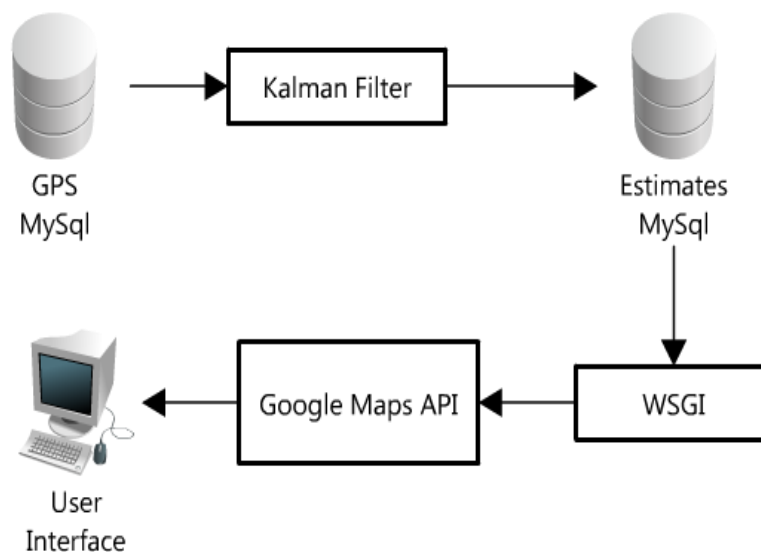 Kalman Filter
GPS
MySql
Estimates
MySql
Google Maps API
WSGI
User
Interface